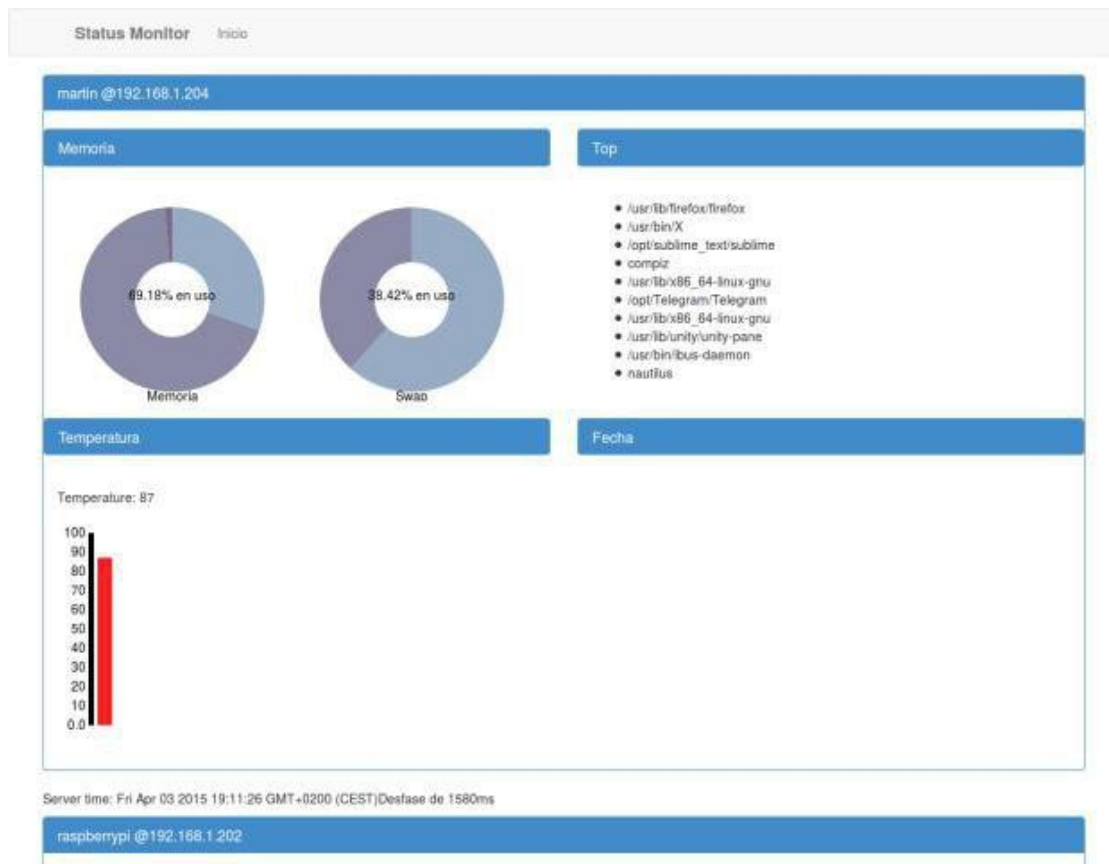 Status Monitor Inicio
martin @192.168.1.204
Memoria
69.18% en uso
38.42% en uso
Memoria
Swap
Top
/usr/lib/firefox/firefox
/usr/bin/X
/opt/sublime_text/sublime
compiz
/usr/lib/x86_64-linux-gnu
/opt/Telegram/Telegram
/usr/lib/x86_64-linux-gnu
/usr/lib/unity/unity-pane
/usr/bin/ibus-daemon
nautilus
Temperatura
Temperature: 87
100
90
80
70
60
50
40
30
20
10
0.0
Fecha
Server time: Fri Apr 03 2015 19:11:26 GMT+0200 (CEST)Desfase de 1580ms
raspberrypi @192.168.1.202